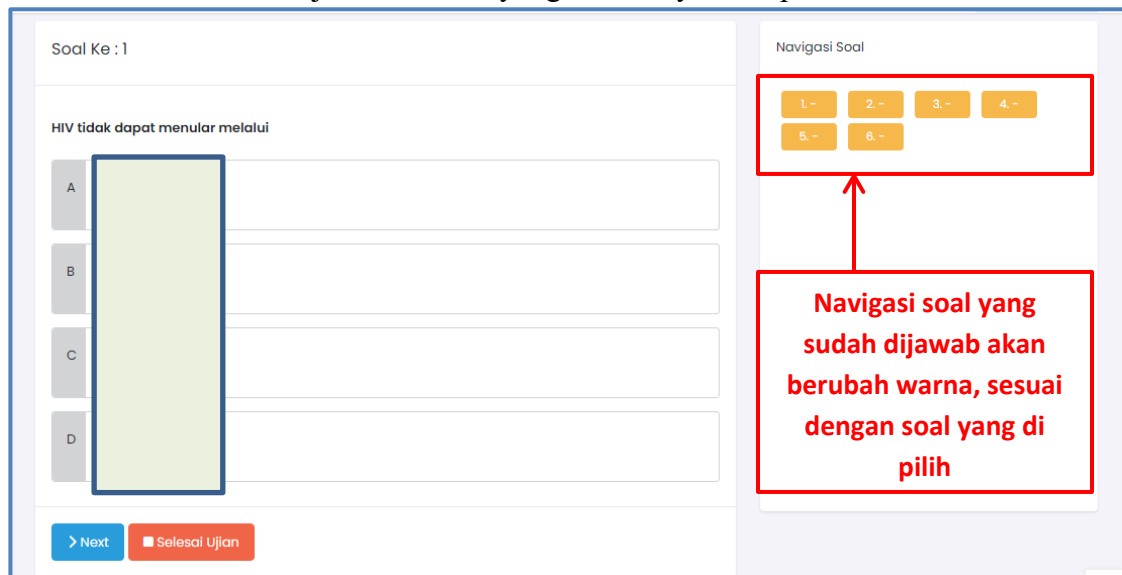 Soal Ke : 1
HIV tidak dapat menular melalui
A
B
C
D
Next
Selesai Ujian
Navigasi Soal
1. - 2. - 3. - 4. -
5. - 6. -
Navigasi soal yang
sudah dijawab akan
berubah warna, sesuai
dengan soal yang di
pilih